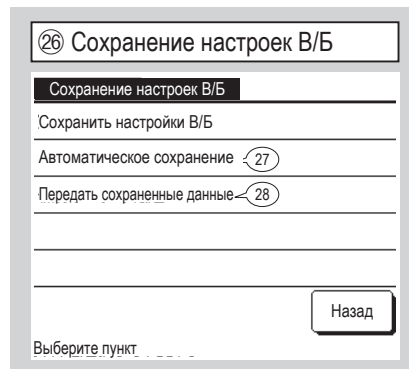 26 Сохранение настроек В/Б
Сохранение настроек В/Б
Сохранить настройки В/Б
Автоматическое сохранение 27
Передать сохраненные данные 28
Назад
Выберите пункт